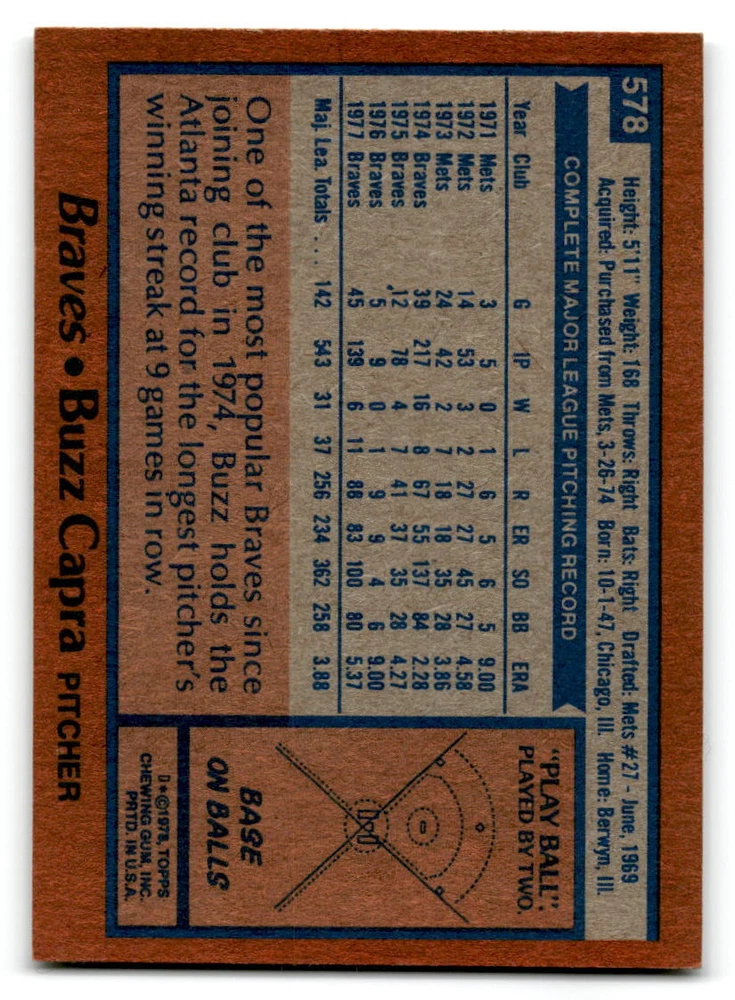 578
Height: 5'11" Weight: 168 Throws: Right Bats: Right Drafted: Mets #27 - June, 1969
Acquired: Purchased from Mets, 3-26-74 Born: 10-1-47, Chicago, Ill. Home: Berwyn, Ill.
COMPLETE MAJOR LEAGUE PITCHING RECORD
Year Club G IP W L R ER SO BB ERA
1971 Mets 3 5 0 1 6 5 6 5 9.00
1972 Mets 14 53 3 2 27 27 45 27 4.58
1973 Mets 24 42 2 7 18 18 35 28 3.86
1974 Braves 39 217 16 8 67 55 137 84 2.28
1975 Braves 12 78 4 7 41 37 35 28 4.27
1976 Braves 5 9 0 1 9 9 4 6 9.00
1977 Braves 45 139 6 11 88 83 100 80 5.37
Maj. Lea. Totals .... 142 543 31 37 256 234 362 258 3.88
One of the most popular Braves since
joining club in 1974, Buzz holds the
Atlanta record for the longest pitcher's
winning streak at 9 games in row.
"PLAY BALL".
PLAYED BY TWO.
BASE
ON BALLS
D*©1978, TOPPS
CHEWING GUM, INC.
PRTD. IN U.S.A.
Braves • Buzz Capra PITCHER